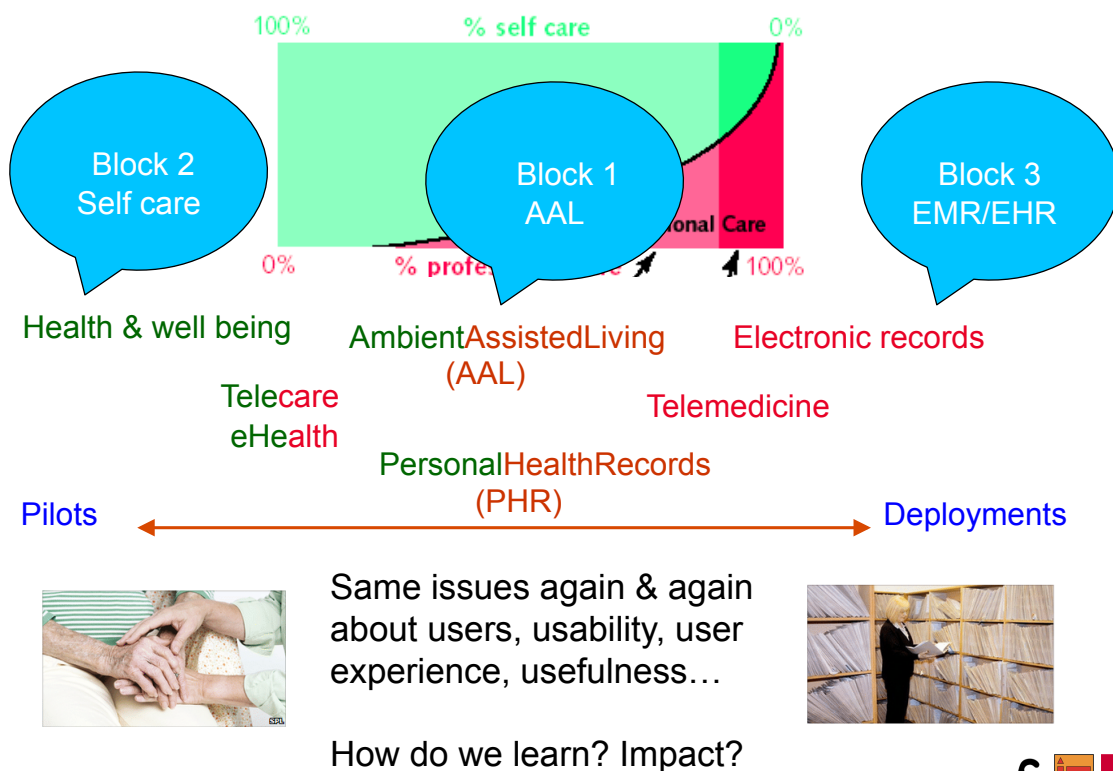 100% % self care 0%
Block 2
Self care
Block 1
AAL
Block 3
EMR/EHR
Care
0% % 100%
Health & well being
AmbientAssistedLiving
(AAL)
Electronic records
Telecare
eHealth
Telemedicine
PersonalHealthRecords
(PHR)
Pilots
Deployments
Same issues again & again
about users, usability, user
experience, usefulness…
How do we learn? Impact?
SPL